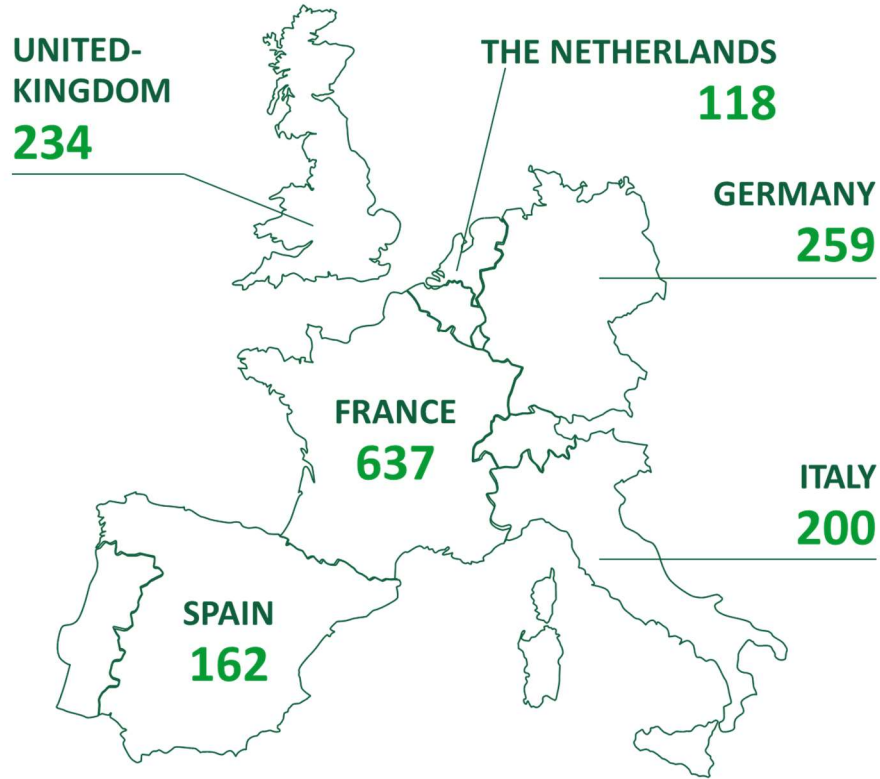 UNITED-
KINGDOM
234
THE NETHERLANDS
118
GERMANY
259
FRANCE
637
ITALY
200
SPAIN
162